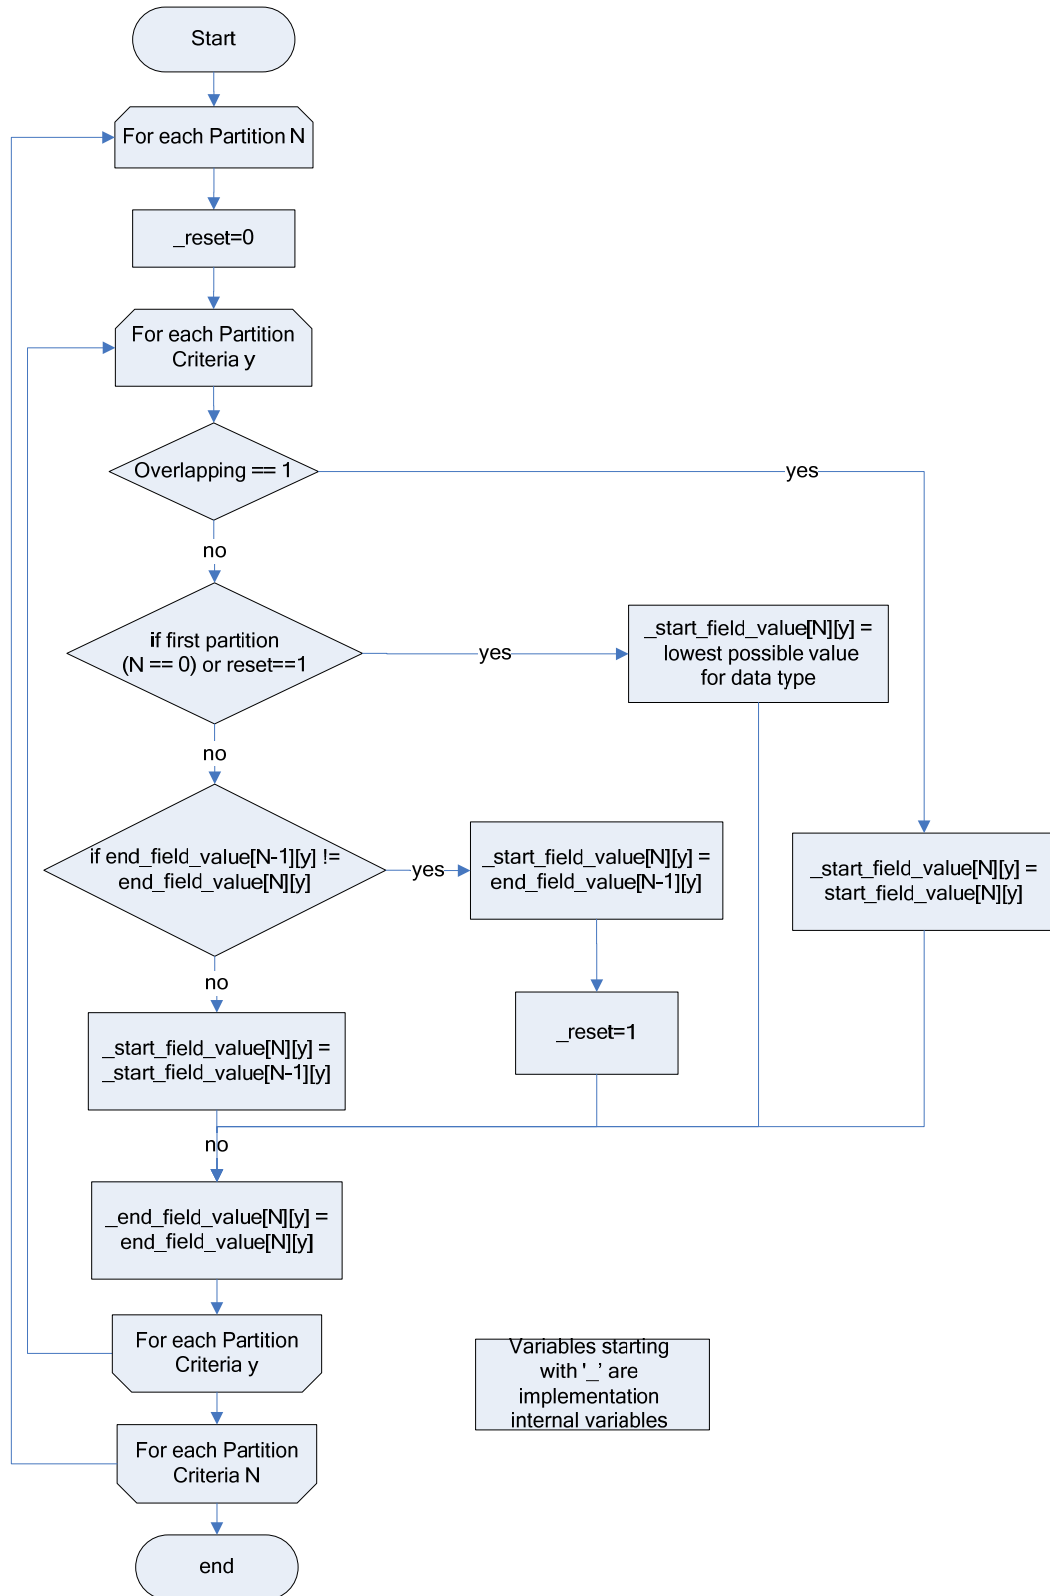 Start
For each Partition N
_reset=0
For each Partition
Criteria y
Overlapping == 1
yes
no
if first partition
(N == 0) or reset==1
yes
_start_field_value[N][y] =
lowest possible value
for data type
no
if end_field_value[N-1][y] !=
end_field_value[N][y]
yes
_start_field_value[N][y] =
end_field_value[N-1][y]
_start_field_value[N][y] =
start_field_value[N][y]
no
_reset=1
_start_field_value[N][y] =
_start_field_value[N-1][y]
no
_end_field_value[N][y] =
end_field_value[N][y]
For each Partition
Criteria y
Variables starting
with '_' are
implementation
internal variables
For each Partition
Criteria N
end